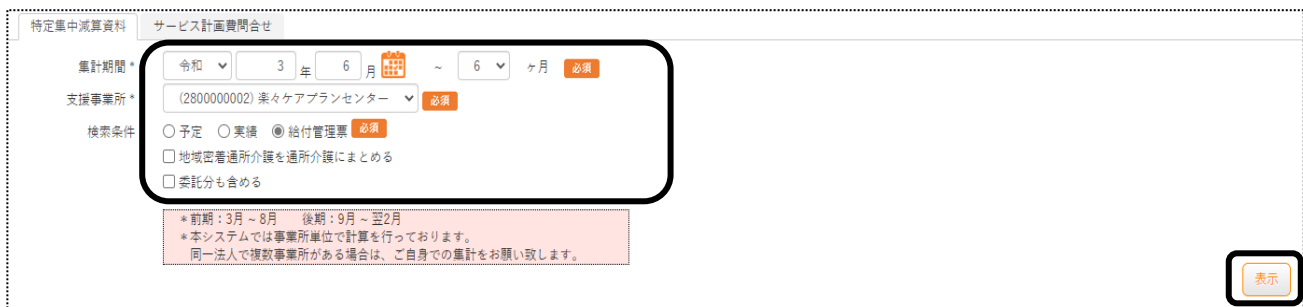 特定集中減算資料 サービス計画費問合せ
集計期間* 令和 3 年 6 月 ~ 6 ヶ月 必須
支援事業所* (2800000002) 楽々ケアプランセンター 必須
検索条件 予定 実績 給付管理票 必須
地域密着通所介護を通所介護にまとめる
委託分も含める
*前期:3月~8月 後期:9月~翌2月
*本システムでは事業所単位で計算を行っております。
同一法人で複数事業所がある場合は、ご自身での集計をお願い致します。
表示